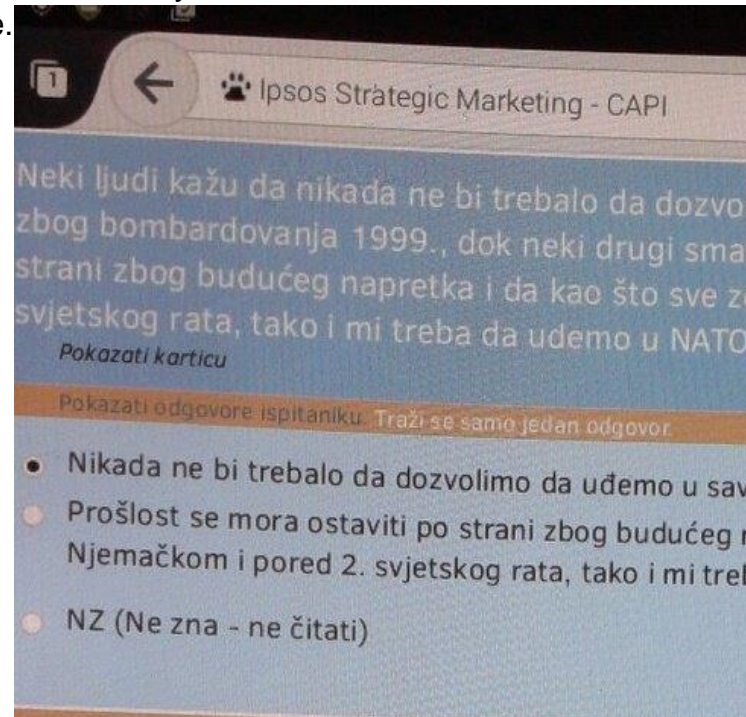 e.
1
Ipsos Strategic Marketing - CAPI
Neki ljudi kažu da nikada ne bi trebalo da dozvo
zbog bombardovanja 1999., dok neki drugi sma
strani zbog budućeg napretka i da kao što sve z
svjetskog rata, tako i mi treba da uđemo u NATO
Pokazati karticu
Pokazati odgovore ispitaniku. Traži se samo jedan odgovor.
Nikada ne bi trebalo da dozvolimo da uđemo u sav
Prošlost se mora ostaviti po strani zbog budućeg
Njemačkom i pored 2. svjetskog rata, tako i mi tre
NZ (Ne zna - ne čitati)